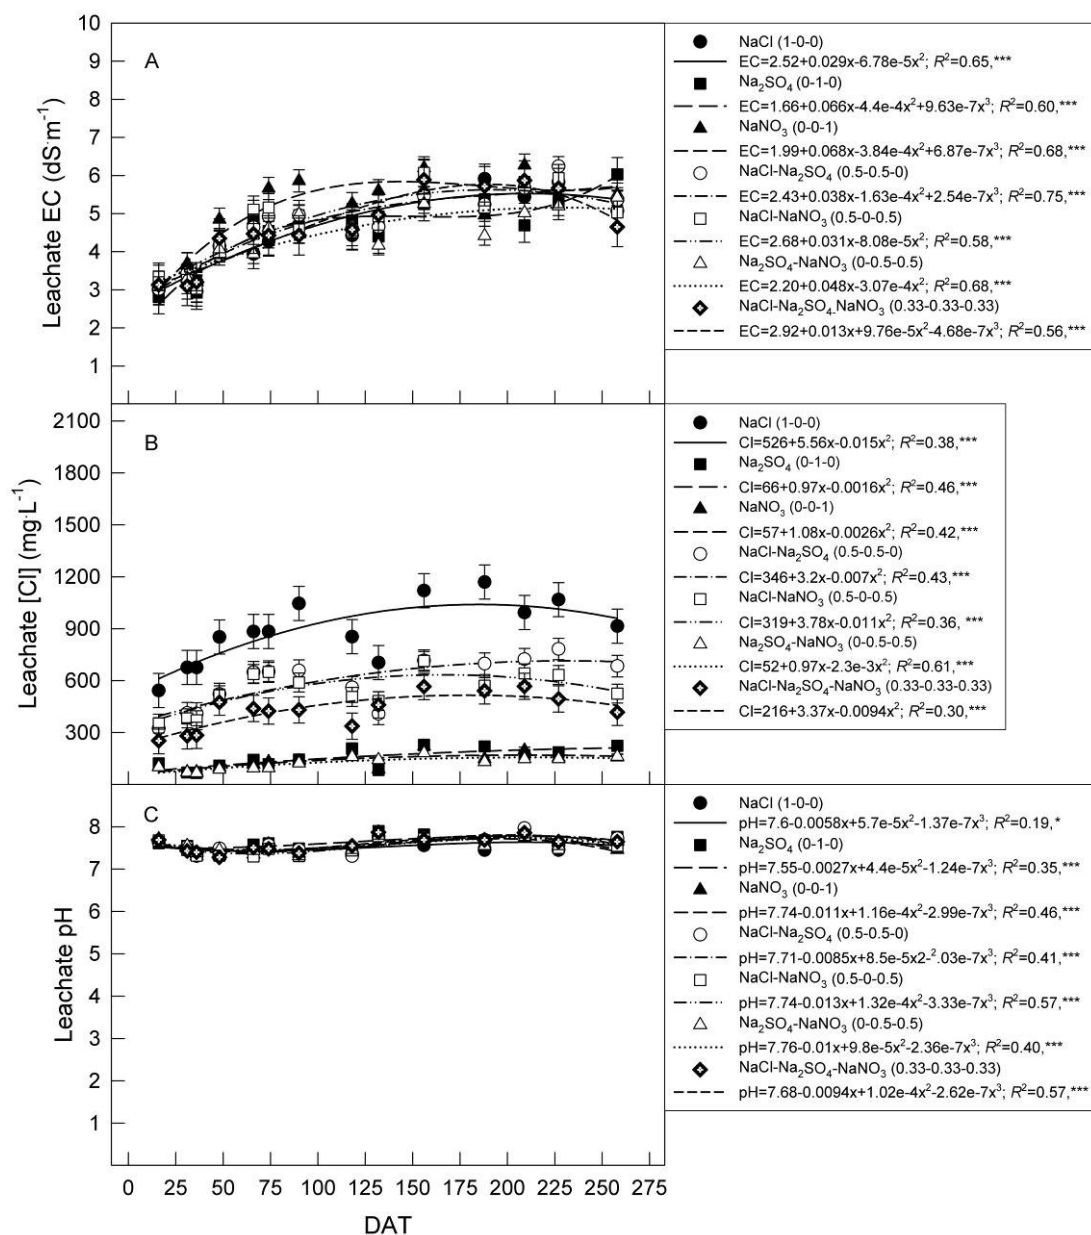 A
Leachate EC (dS·m⁻¹)
10
9
8
7
6
5
4
3
2
1
NaCl (1-0-0)
EC=2.52+0.029x-6.78e-5x²; R²=0.65,***
Na₂SO₄ (0-1-0)
EC=1.66+0.066x-4.4e-4x²+9.63e-7x³; R²=0.60,***
NaNO₃ (0-0-1)
EC=1.99+0.068x-3.84e-4x²+6.87e-7x³; R²=0.68,***
NaCl-Na₂SO₄ (0.5-0.5-0)
EC=2.43+0.038x-1.63e-4x²+2.54e-7x³; R²=0.75,***
NaCl-NaNO₃ (0.5-0-0.5)
EC=2.68+0.031x-8.08e-5x²; R²=0.58,***
Na₂SO₄-NaNO₃ (0-0.5-0.5)
EC=2.20+0.048x-3.07e-4x²; R²=0.68,***
NaCl-Na₂SO₄-NaNO₃ (0.33-0.33-0.33)
EC=2.92+0.013x+9.76e-5x²-4.68e-7x³; R²=0.56,***
B
Leachate [Cl] (mg·L⁻¹)
2100
1800
1500
1200
900
600
300
NaCl (1-0-0)
Cl=526+5.56x-0.015x²; R²=0.38,***
Na₂SO₄ (0-1-0)
Cl=66+0.97x-0.0016x²; R²=0.46,***
NaNO₃ (0-0-1)
Cl=57+1.08x-0.0026x²; R²=0.42,***
NaCl-Na₂SO₄ (0.5-0.5-0)
Cl=346+3.2x-0.007x²; R²=0.43,***
NaCl-NaNO₃ (0.5-0-0.5)
Cl=319+3.78x-0.011x²; R²=0.36, ***
Na₂SO₄-NaNO₃ (0-0.5-0.5)
Cl=52+0.97x-2.3e-3x²; R²=0.61,***
NaCl-Na₂SO₄-NaNO₃ (0.33-0.33-0.33)
Cl=216+3.37x-0.0094x²; R²=0.30,***
C
Leachate pH
8
7
6
5
4
3
2
1
NaCl (1-0-0)
pH=7.6-0.0058x+5.7e-5x²-1.37e-7x³; R²=0.19,*
Na₂SO₄ (0-1-0)
pH=7.55-0.0027x+4.4e-5x²-1.24e-7x³; R²=0.35,***
NaNO₃ (0-0-1)
pH=7.74-0.011x+1.16e-4x²-2.99e-7x³; R²=0.46,***
NaCl-Na₂SO₄ (0.5-0.5-0)
pH=7.71-0.0085x+8.5e-5x2-².03e-7x³; R²=0.41,***
NaCl-NaNO₃ (0.5-0-0.5)
pH=7.74-0.013x+1.32e-4x²-3.33e-7x³; R²=0.57,***
Na₂SO₄-NaNO₃ (0-0.5-0.5)
pH=7.76-0.01x+9.8e-5x²-2.36e-7x³; R²=0.40,***
NaCl-Na₂SO₄-NaNO₃ (0.33-0.33-0.33)
pH=7.68-0.0094x+1.02e-4x²-2.62e-7x³; R²=0.57,***
0 25 50 75 100 125 150 175 200 225 250 275
DAT